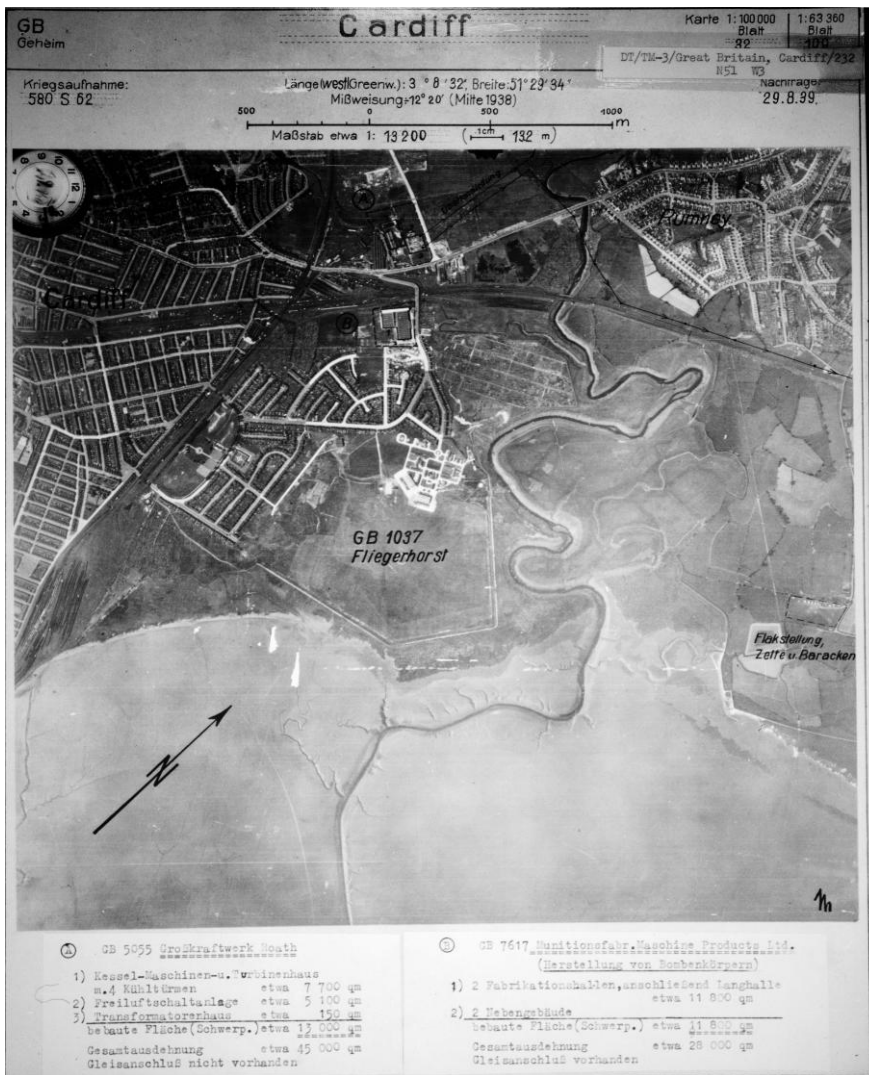 GB
Geheim
Cardiff
Karte 1:100000
Blatt
32
1:63 360
Blatt
DT/TM-3/Great Britain, Cardiff/232
N51 W3
Kriegsaufnahme:
580 S 62
Länge(westl.Greenw.): 3 ° 8 ' 32", Breite: 51° 29' 34"
Mißweisung:-12° 20' (Mitte 1938)
Nachträge:
29.8.39.
500 0 500 1000 m
Maßstab etwa 1: 13 200 ( 1cm 132 m)
A
Rumney
Cardiff
B
GB 1037
Fliegerhorst
Flakstellung,
Zelte u. Baracken
N
A GB 5055 Großkraftwerk Roath
1) Kessel-Maschinen-u.Turbinenhaus
m.4 Kühltürmen etwa 7 700 qm
2) Freiluftschaltanlage etwa 5 100 qm
3) Transformatorenhaus etwa 150 qm
bebaute Fläche(Schwerp.)etwa 13 000 qm
Gesamtausdehnung etwa 45 000 qm
Gleisanschluß nicht vorhanden
B GB 7617 Munitionsfabr.Maschine Products Ltd.
(Herstellung von Bombenkörpern)
1) 2 Fabrikationshallen,anschließend Langhalle
etwa 11 800 qm
2) 2 Nebengebäude
bebaute Fläche(Schwerp.) etwa 11 800 qm
Gesamtausdehnung etwa 28 000 qm
Gleisanschluß vorhanden